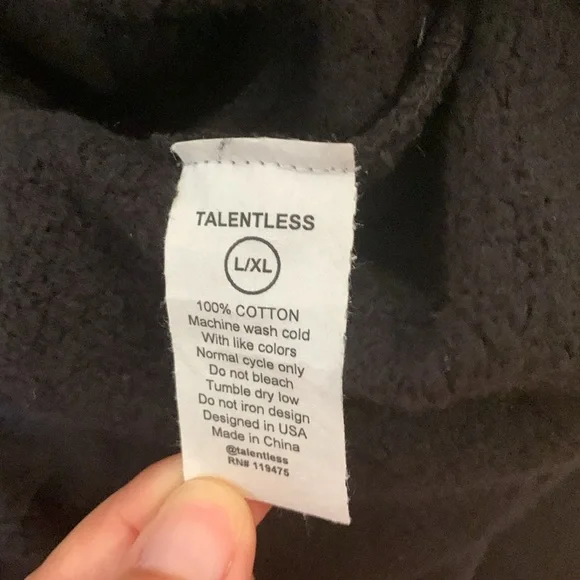 TALENTLESS
L/XL
100% COTTON
Machine wash cold
With like colors
Normal cycle only
Do not bleach
Tumble dry low
Do not iron design
Designed in USA
Made in China
@talentless
RN# 119475